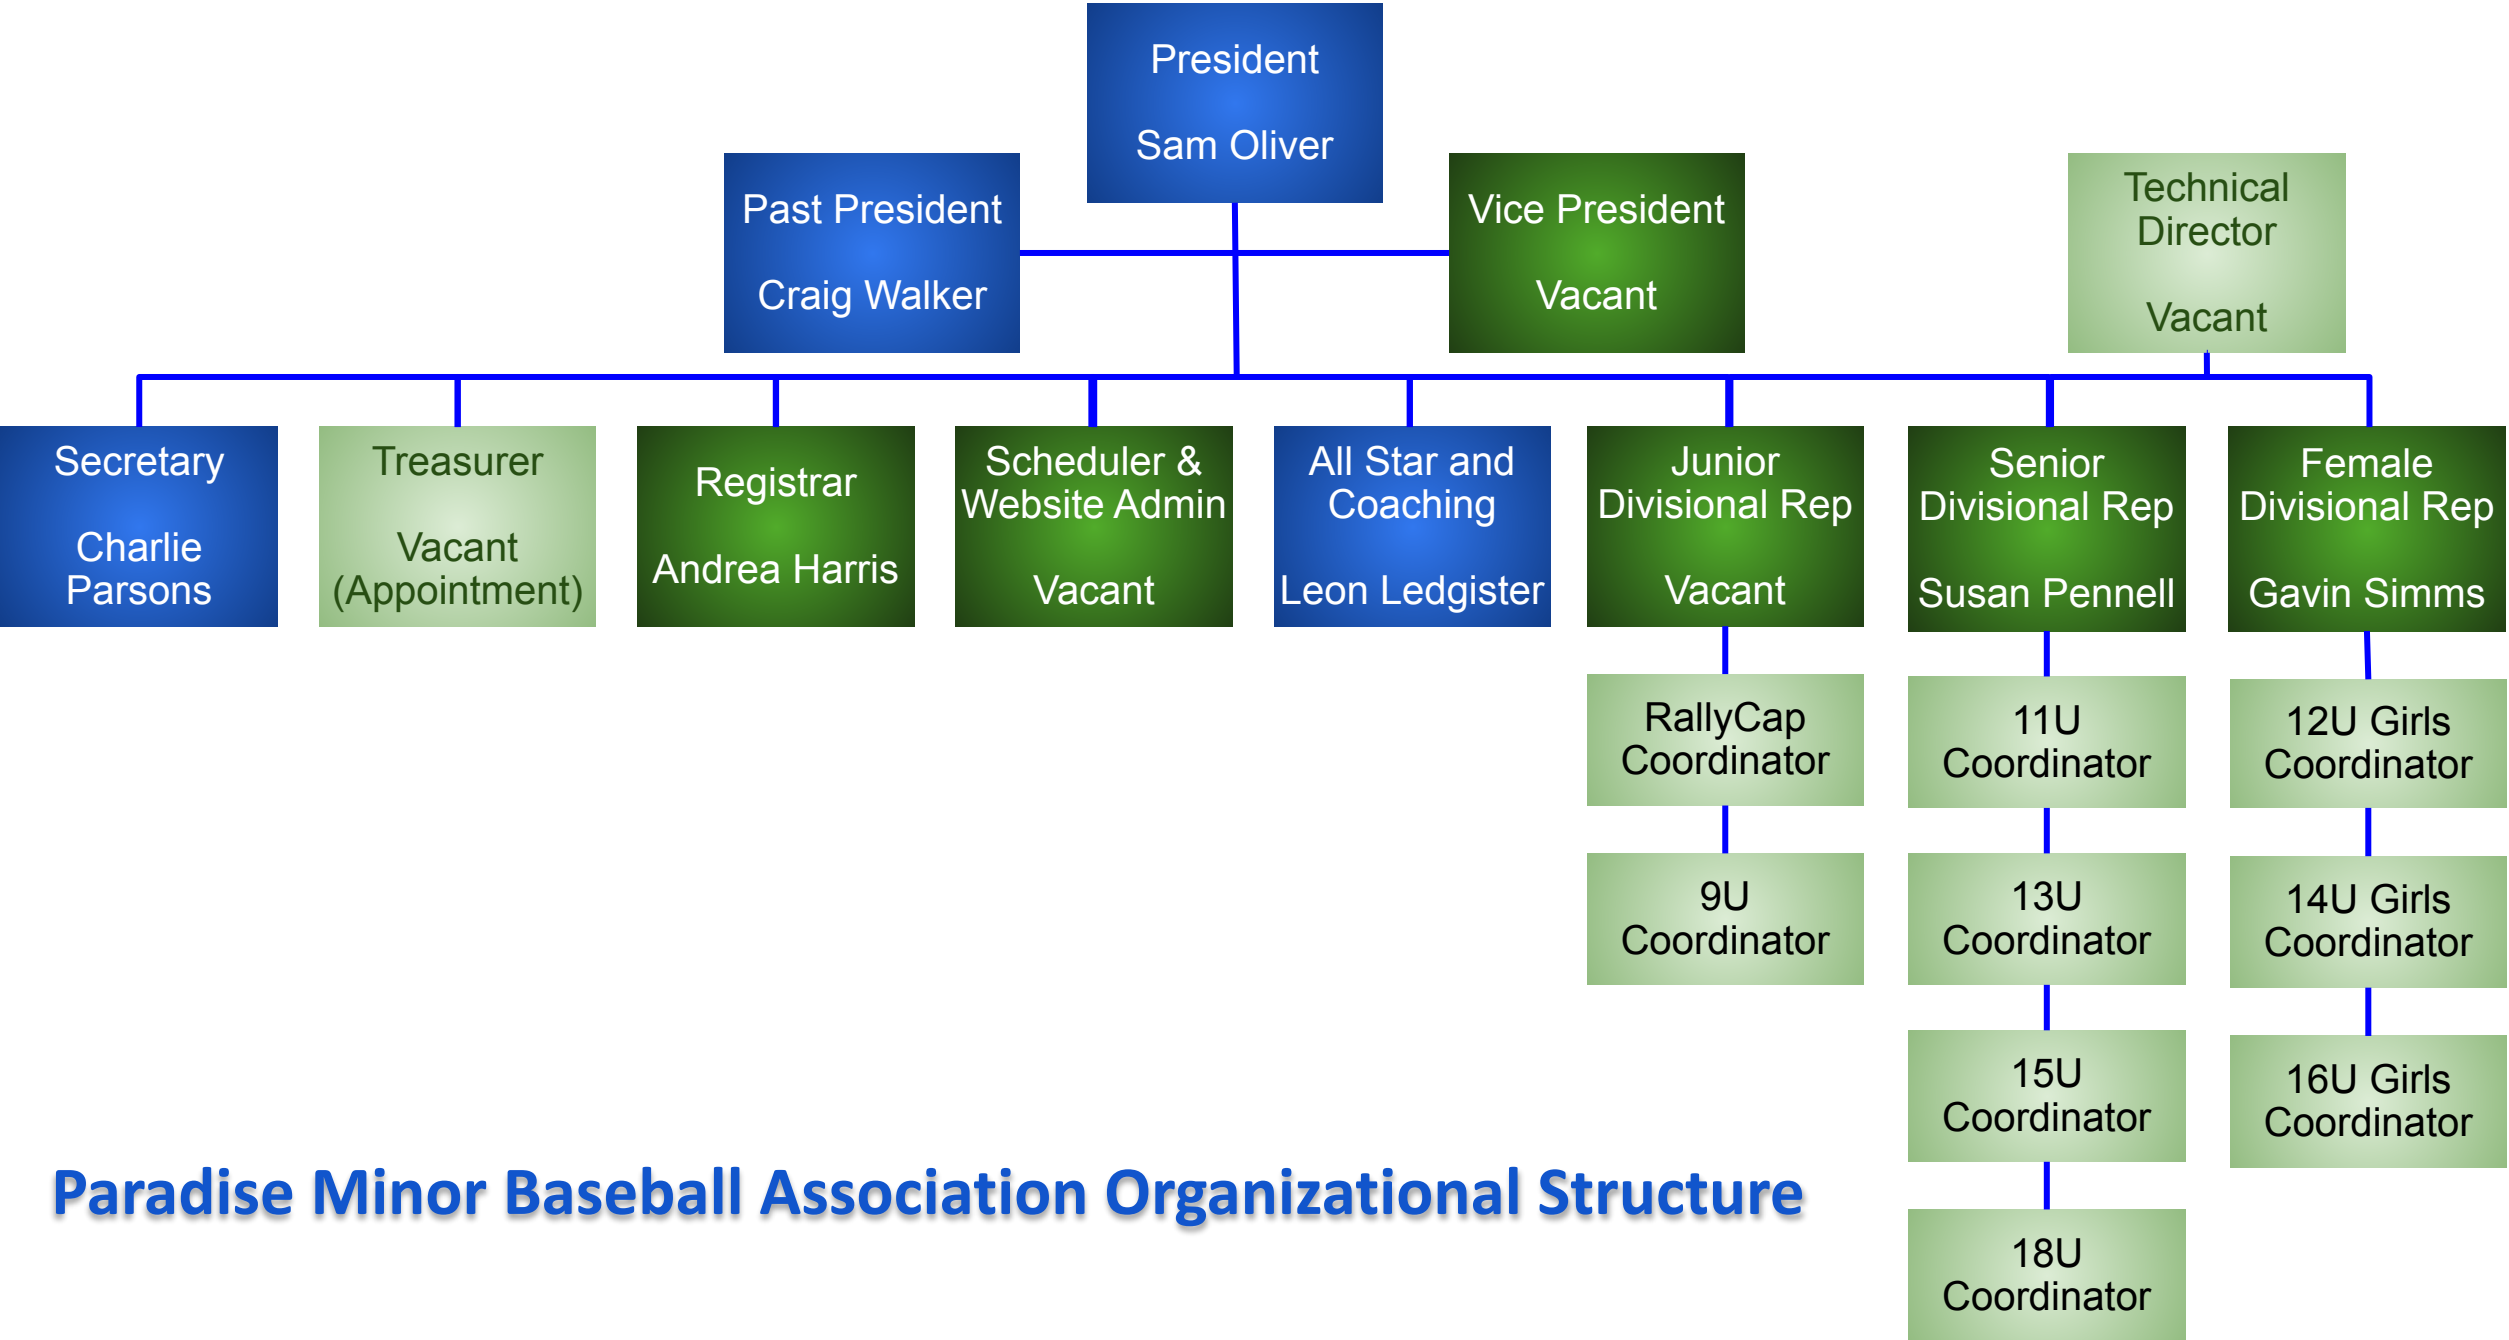 President
Sam Oliver
Past President
Craig Walker
Vice President
Vacant
Technical
Director
Vacant
Secretary
Charlie
Parsons
Treasurer
Vacant
(Appointment)
Registrar
Andrea Harris
Scheduler &
Website Admin
Vacant
All Star and
Coaching
Leon Ledgister
Junior
Divisional Rep
Vacant
Senior
Divisional Rep
Susan Pennell
Female
Divisional Rep
Gavin Simms
RallyCap
Coordinator
9U
Coordinator
11U
Coordinator
13U
Coordinator
15U
Coordinator
18U
Coordinator
12U Girls
Coordinator
14U Girls
Coordinator
16U Girls
Coordinator
Paradise Minor Baseball Association Organizational Structure